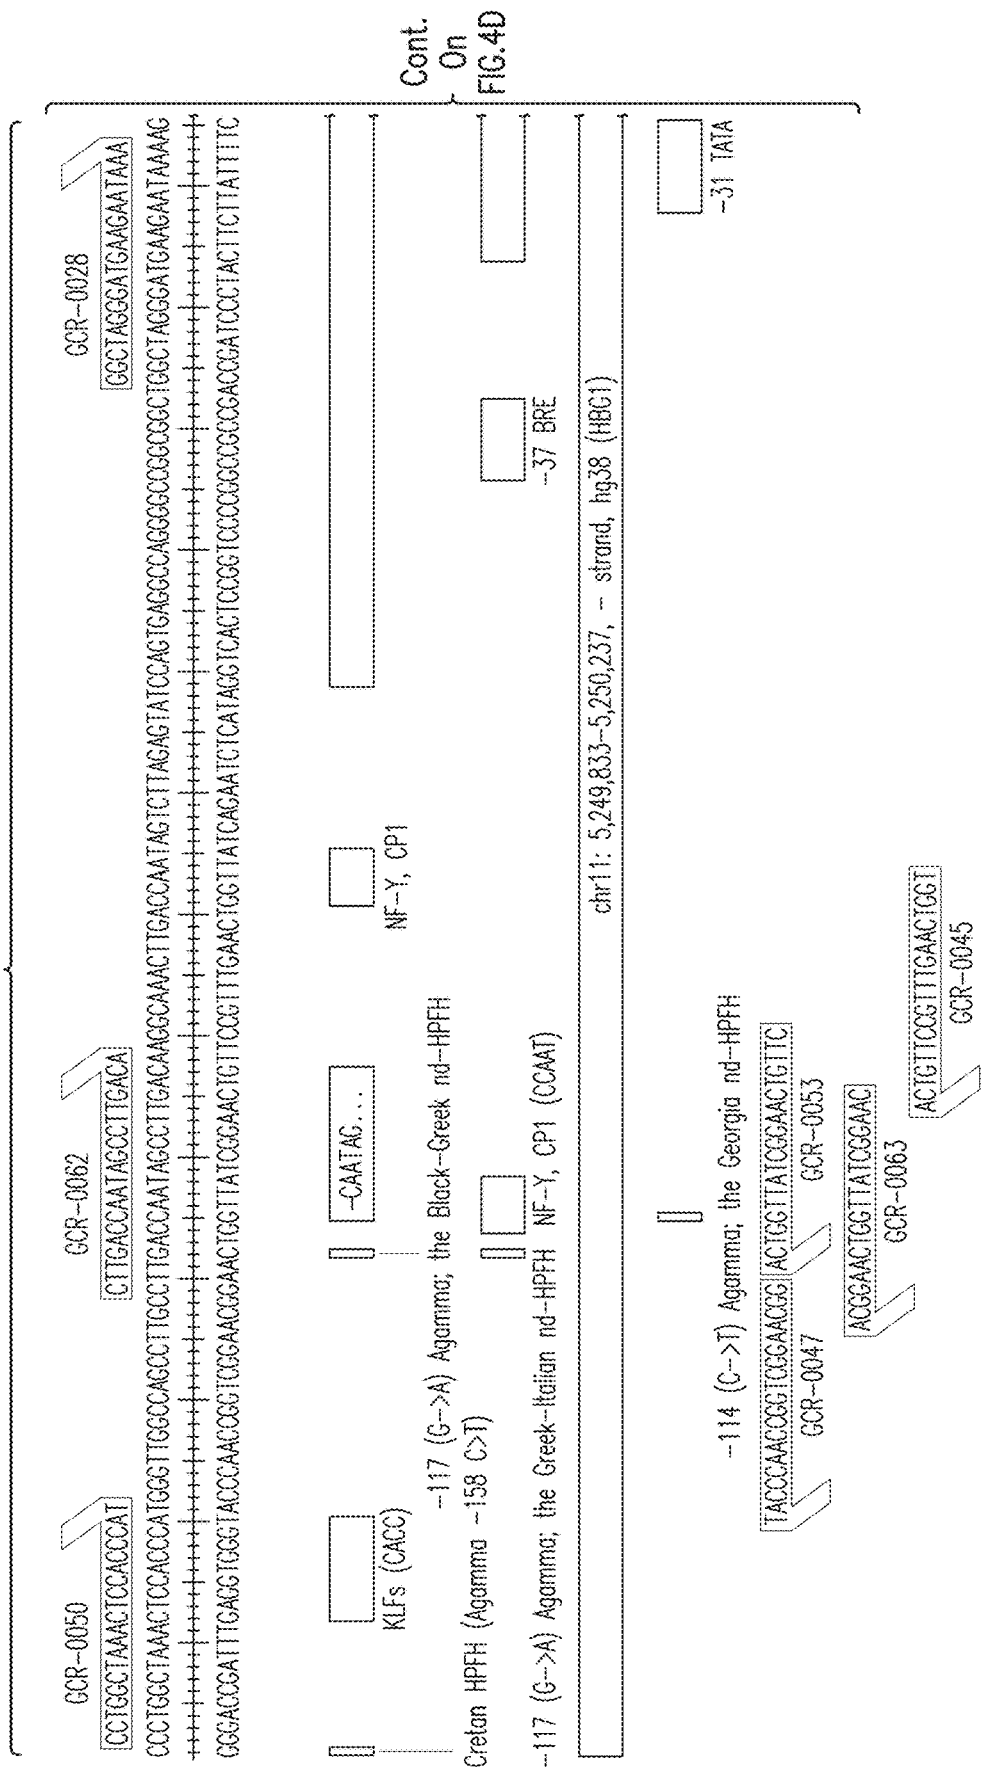 GCR-0050
GCR-0062
GCR-0028
CCTGGCTAAACTCCACCCAT
CTTGACCAATAGCCTTGACA
GGCTAGGGATGAAGAATAAA
CCCTGGCTAAACTCCACCCATGGGTTGGCCAGCCTTGCCTTGACCAATAGCCTTGACAAGGCAAACTTGACCAATAGTCTTAGAGTATCCAGTGAGGCCAGGGGCCGGCGGCTGGCTAGGGATGAAGAATAAAAG
GGGACCGATTTGAGGTGGGTACCCAACCGGTCGGAACGGAACTGGTTATCGGAACTGTTCCGTTTGAACTGGTTATCAGAATCTCATAGGTCACTCCGGTCCCCGGCCGCCGACCGATCCCTACTTCTTATTTTC
-CAATAG...
KLFs (CACC)
NF-Y, CP1
-117 (G->A) Agamma; the Black-Greek nd-HPFH
Cretan HPFH (Agamma -158 C>T)
NF-Y, CP1 (CCAAT)
-37 BRE
-117 (G->A) Agamma; the Greek-Italian nd-HPFH
chr11: 5,249,833-5,250,237, - strand, hg38 (HBG1)
-31 TATA
-114 (C->T) Agamma; the Georgia nd-HPFH
TACCCAACCGGTCGGAACGG
ACTGGTTATCGGAACTGTTC
GCR-0047
GCR-0053
ACGGAACTGGTTATCGGAAC
GCR-0063
ACTGTTCCGTTTGAACTGGT
GCR-0045
Cont.
On
FIG.4D